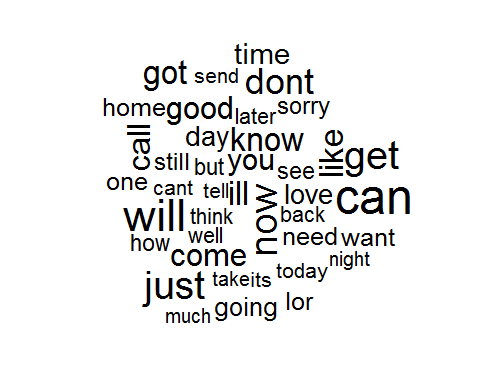 time
got send dont
home good later sorry
call day know like
still but you see get
one cant tell ill love can
will think now back
how well need want
come night
just take its today
much going lor